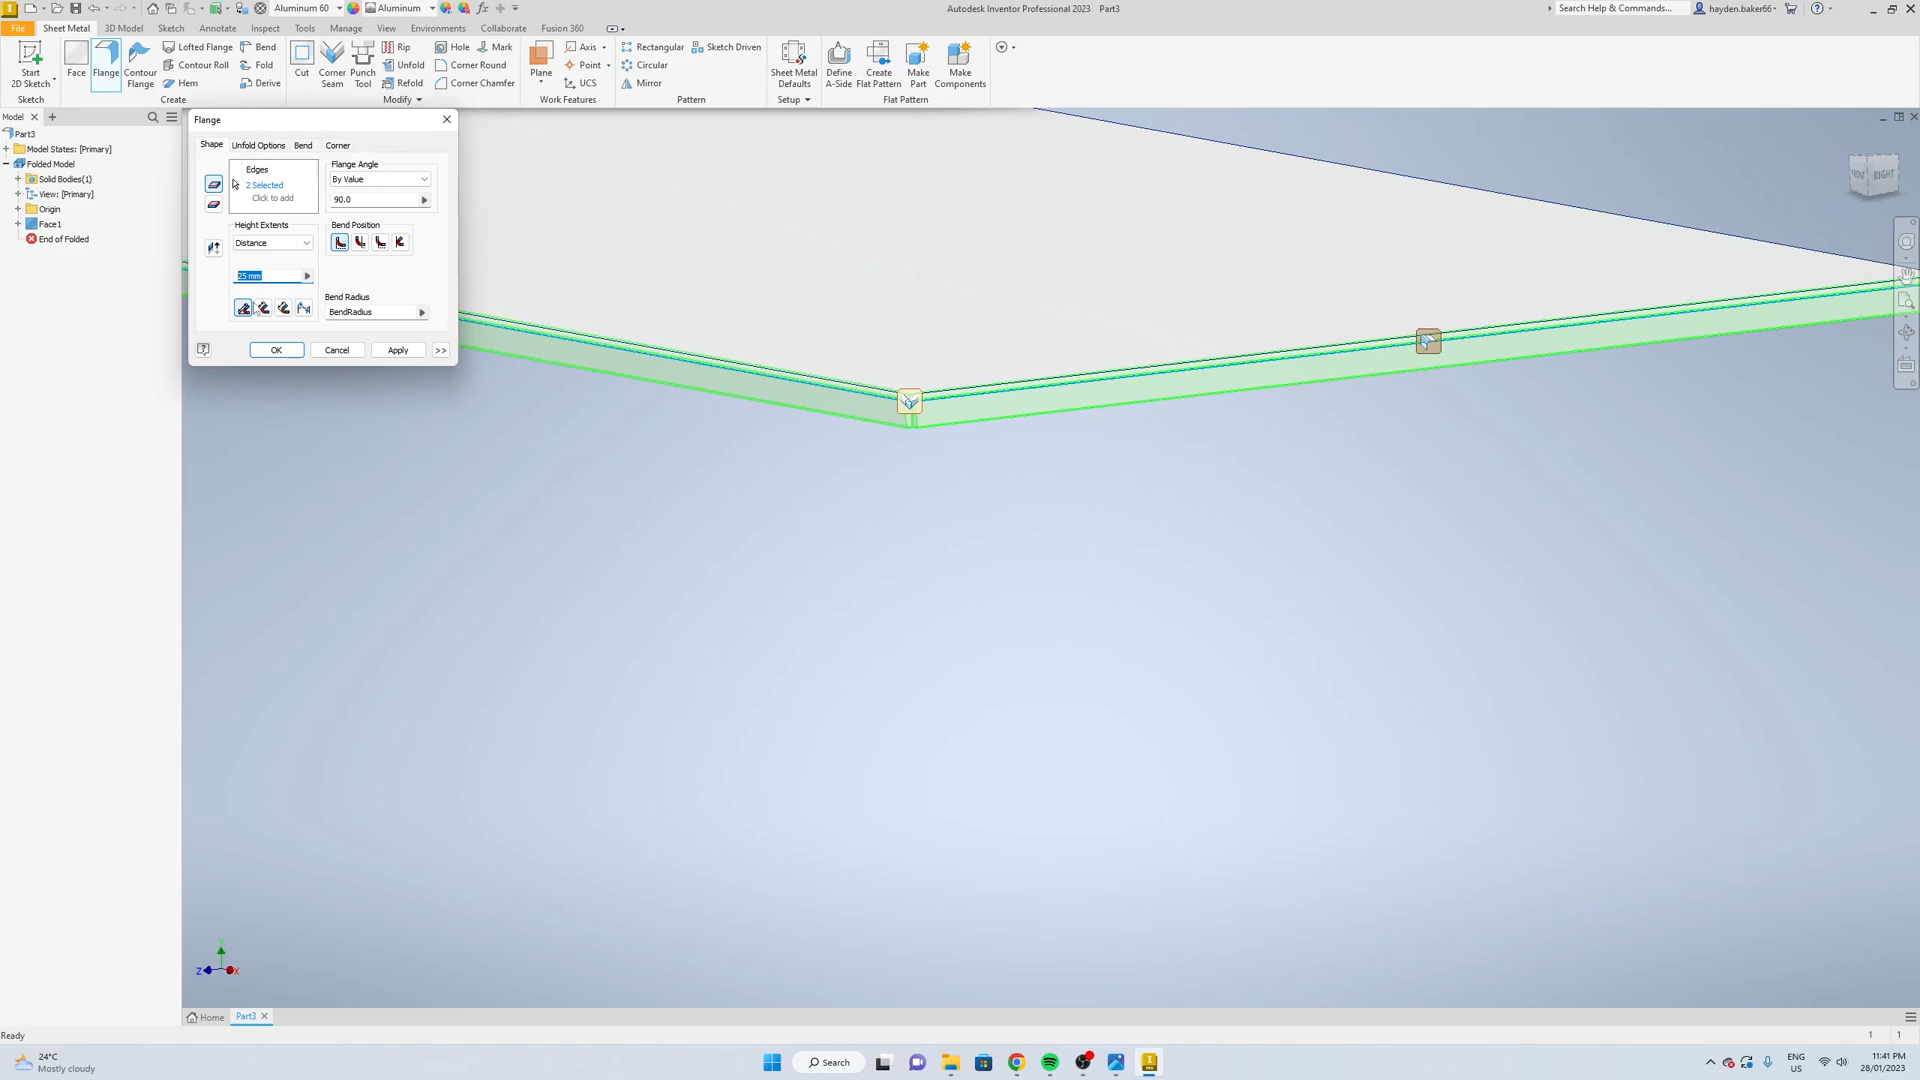 Aluminum 60
Aluminum
Autodesk Inventor Professional 2023 Part3
Search Help & Commands...
hayden.baker66
File
Sheet Metal
3D Model
Sketch
Annotate
Inspect
Tools
Manage
View
Environments
Collaborate
Fusion 360
Start
2D Sketch
Face
Flange
Contour
Flange
Lofted Flange
Contour Roll
Hem
Bend
Fold
Derive
Cut
Corner
Seam
Punch
Tool
Rip
Unfold
Refold
Hole
Mark
Corner Round
Corner Chamfer
Plane
Axis
Point
UCS
Rectangular
Circular
Mirror
Sketch Driven
Sheet Metal
Defaults
Define
A-Side
Create
Flat Pattern
Make
Part
Make
Components
Sketch
Create
Modify
Work Features
Pattern
Setup
Flat Pattern
Model
Part3
Model States: [Primary]
Folded Model
Solid Bodies(1)
View: [Primary]
Origin
Face1
End of Folded
Flange
Shape
Unfold Options
Bend
Corner
Edges
2 Selected
Click to add
Flange Angle
By Value
90.0
Height Extents
Distance
25 mm
Bend Position
Bend Radius
BendRadius
OK
Cancel
Apply
>>
FRONT
RIGHT
Z
X
Home
Part3
Ready
1
1
24°C
Mostly cloudy
Search
ENG
US
11:41 PM
28/01/2023